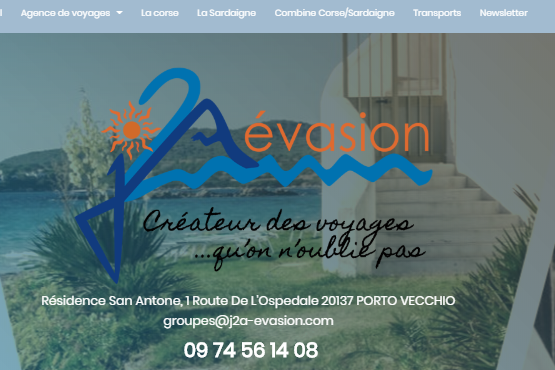 Agence de voyages La corse La Sardaigne Combine Corse/Sardaigne Transports Newsletter
évasion
Créateur des voyages
...qu'on n'oublie pas
Résidence San Antone, 1 Route De L'Ospedale 20137 PORTO VECCHIO
groupes@j2a-evasion.com
09 74 56 14 08